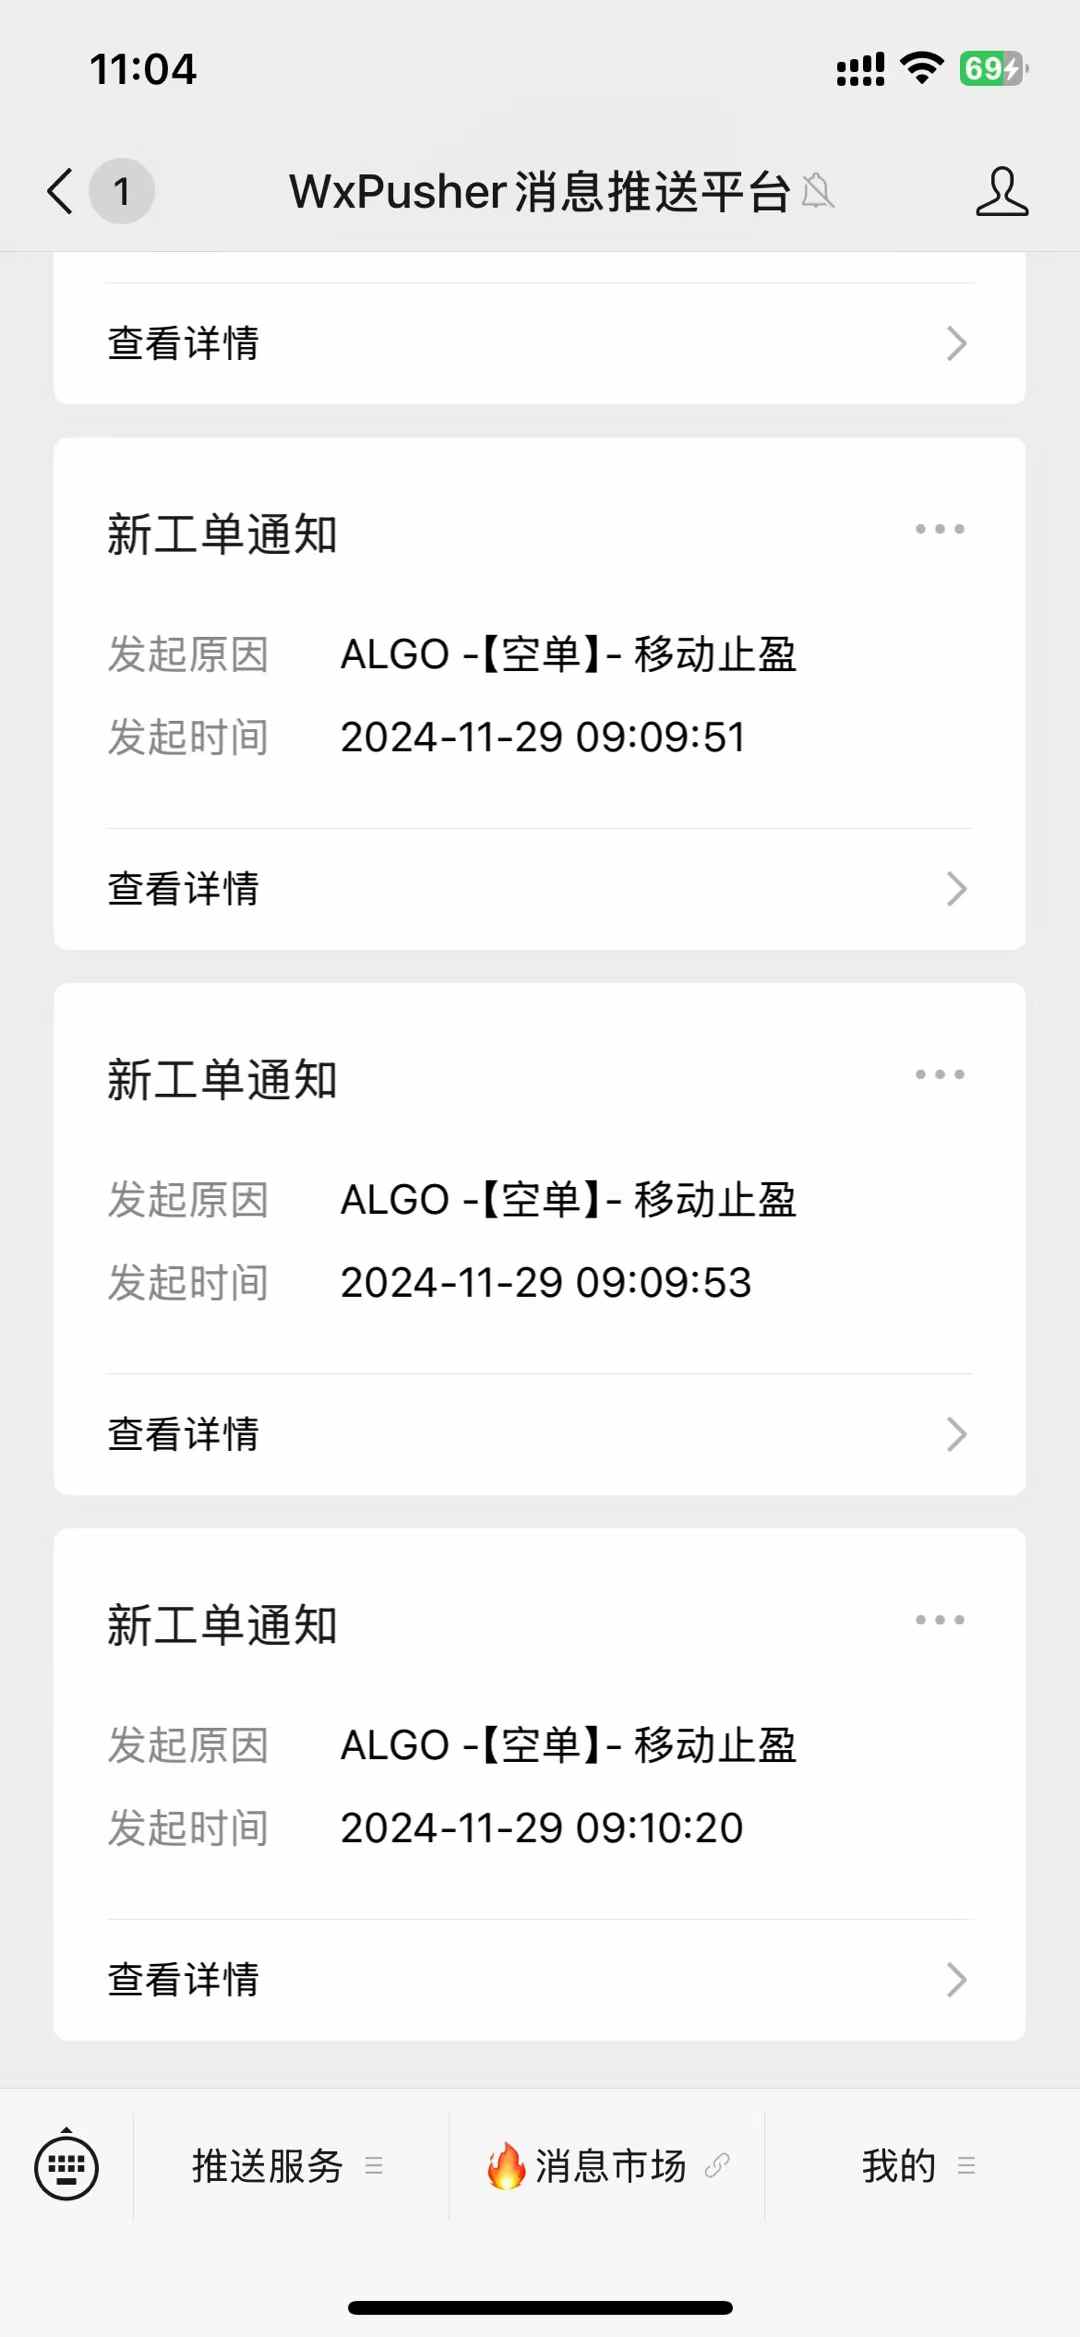 11:04
69
1
WxPusher消息推送平台
查看详情
新工单通知
发起原因 ALGO -【空单】- 移动止盈
发起时间 2024-11-29 09:09:51
查看详情
新工单通知
发起原因 ALGO -【空单】- 移动止盈
发起时间 2024-11-29 09:09:53
查看详情
新工单通知
发起原因 ALGO -【空单】- 移动止盈
发起时间 2024-11-29 09:10:20
查看详情
推送服务 🔥消息市场 我的